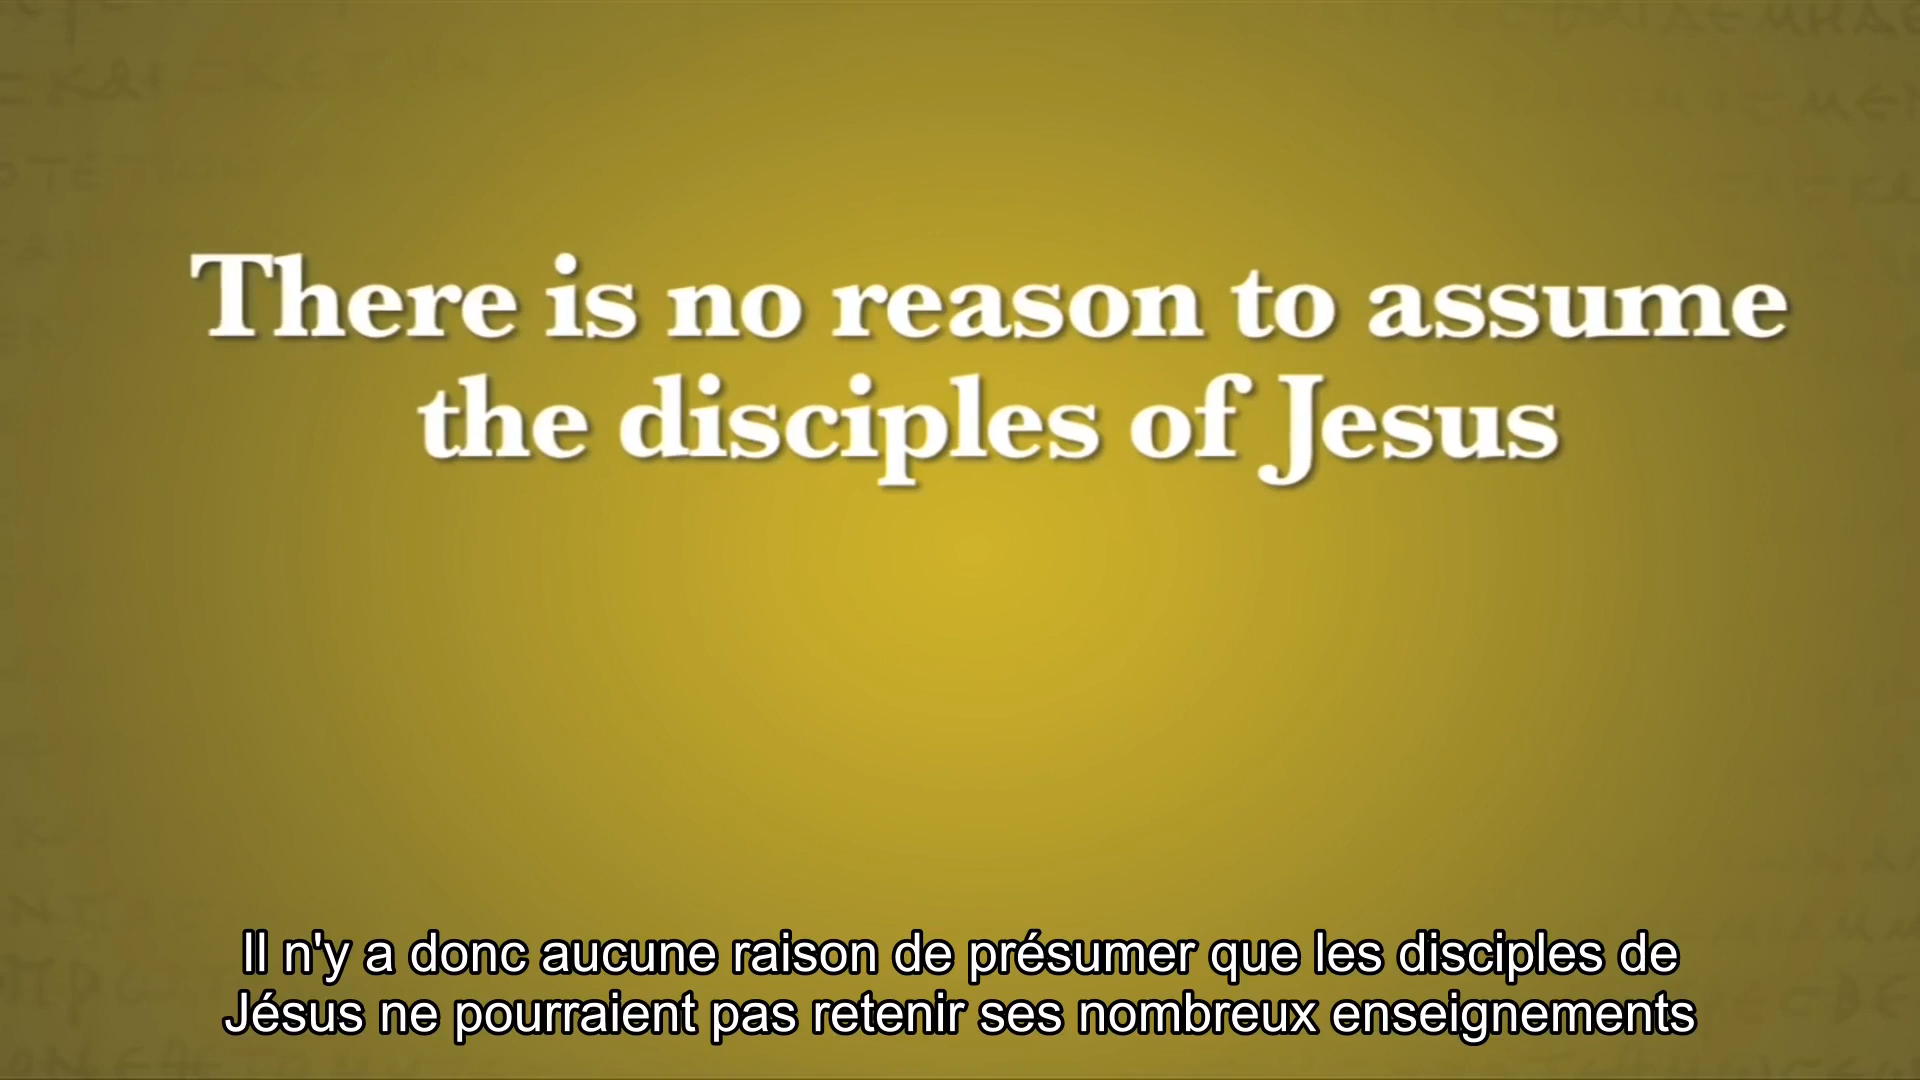 There is no reason to assume
the disciples of Jesus
Il n'y a donc aucune raison de présumer que les disciples de
Jésus ne pourraient pas retenir ses nombreux enseignements